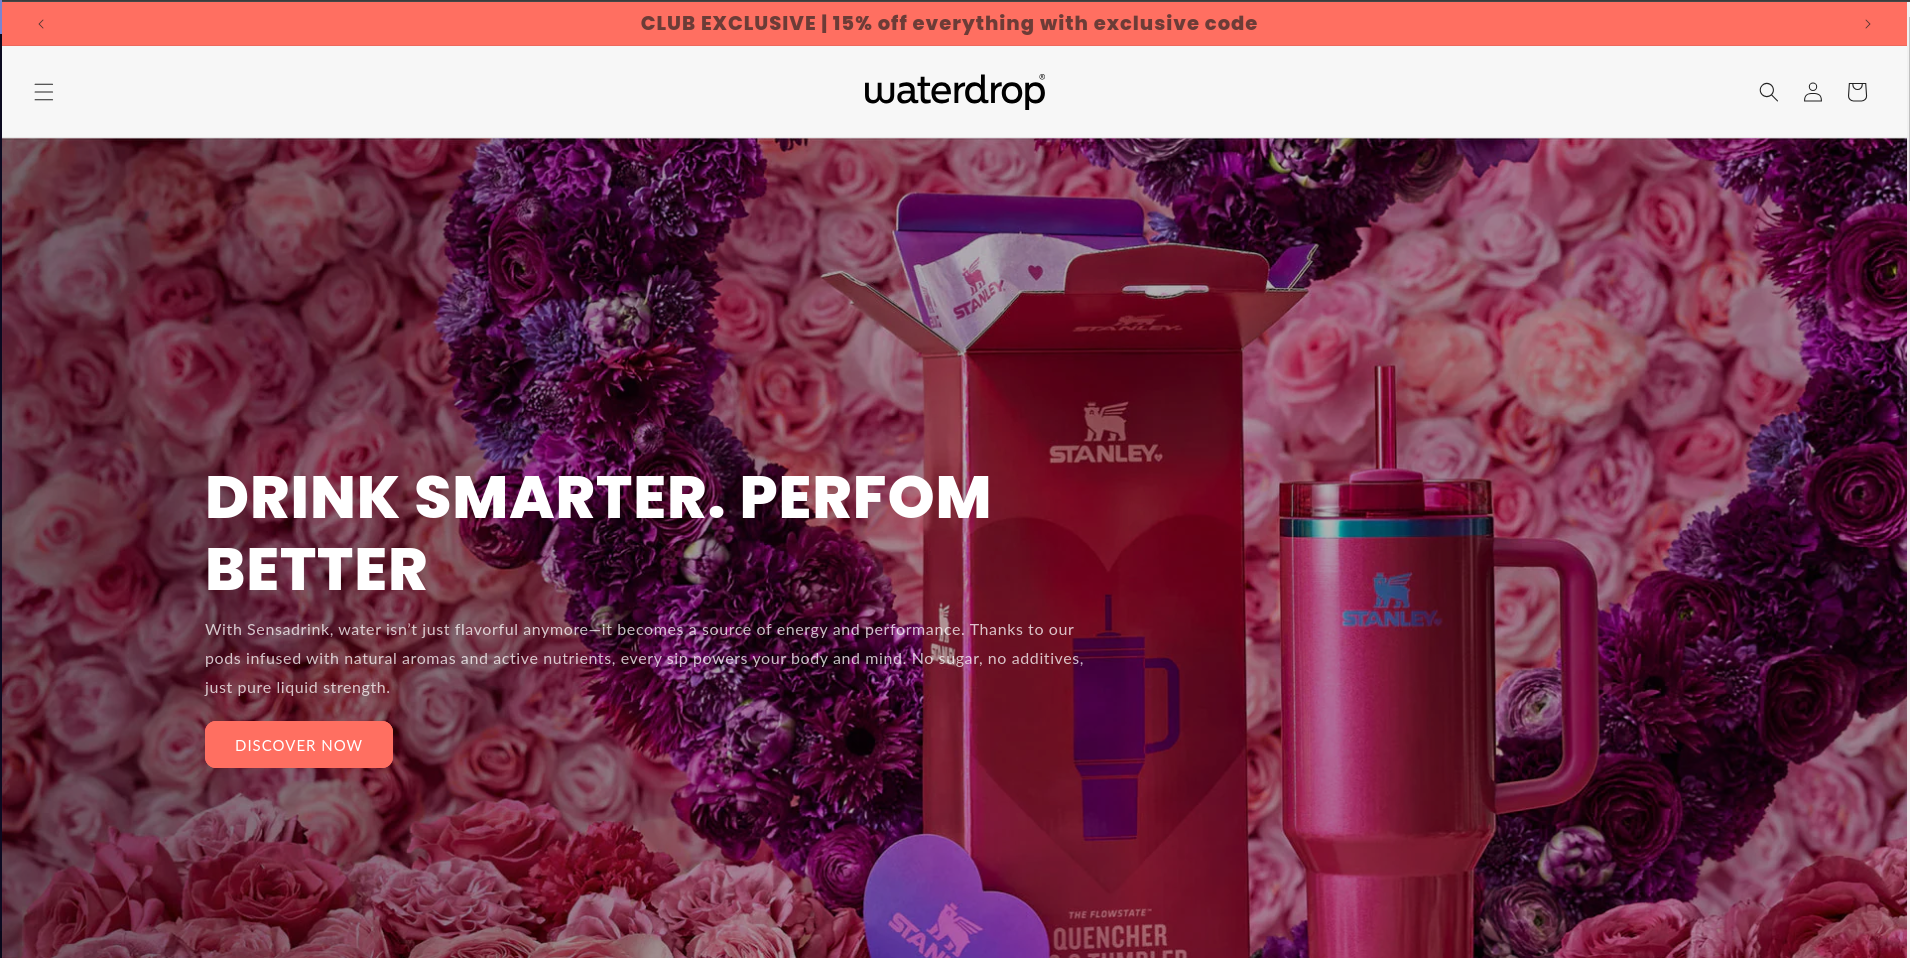 CLUB EXCLUSIVE | 15% off everything with exclusive code
waterdrop®
STANLEY
STANLEY
STANLEY
DRINK SMARTER. PERFOM
BETTER
STANLEY
With Sensadrink, water isn’t just flavorful anymore—it becomes a source of energy and performance. Thanks to our
pods infused with natural aromas and active nutrients, every sip powers your body and mind. No sugar, no additives,
just pure liquid strength.
DISCOVER NOW
THE FLOWSTATE™
QUENCHER
STANL